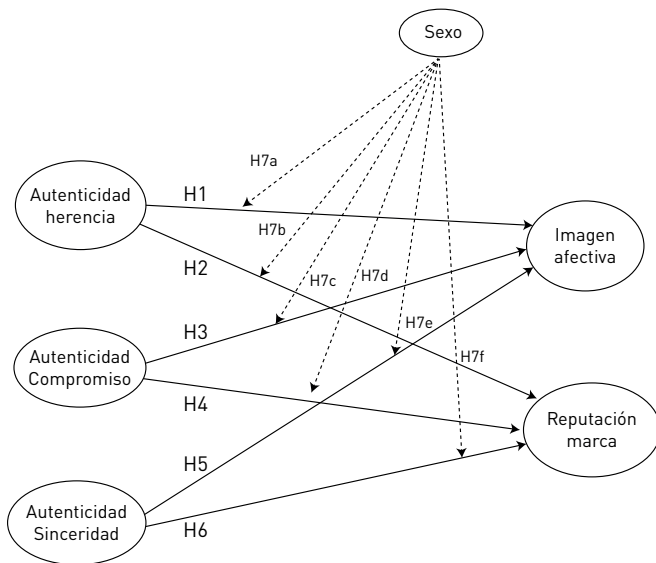 Sexo
H7a
Autenticidad
herencia
H1
H7b
Imagen
afectiva
H2
H7c
H7d
H3
H7e
Autenticidad
Compromiso
H7f
H4
Reputación
marca
H5
Autenticidad
Sinceridad
H6